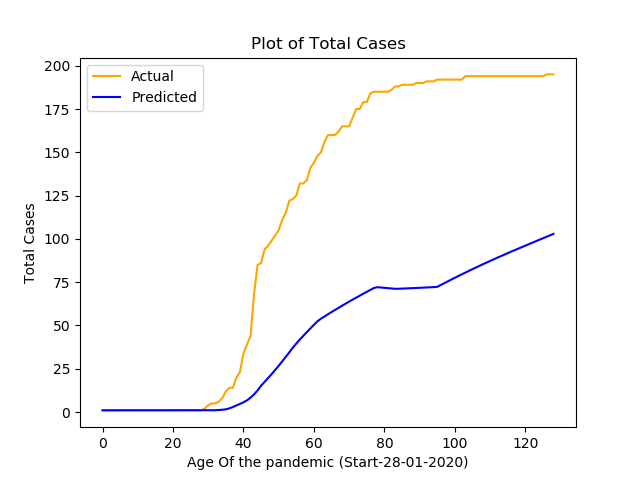 Plot of Total Cases
Actual
Predicted
200
175
150
125
100
75
50
25
0
Total Cases
0 20 40 60 80 100 120
Age Of the pandemic (Start-28-01-2020)